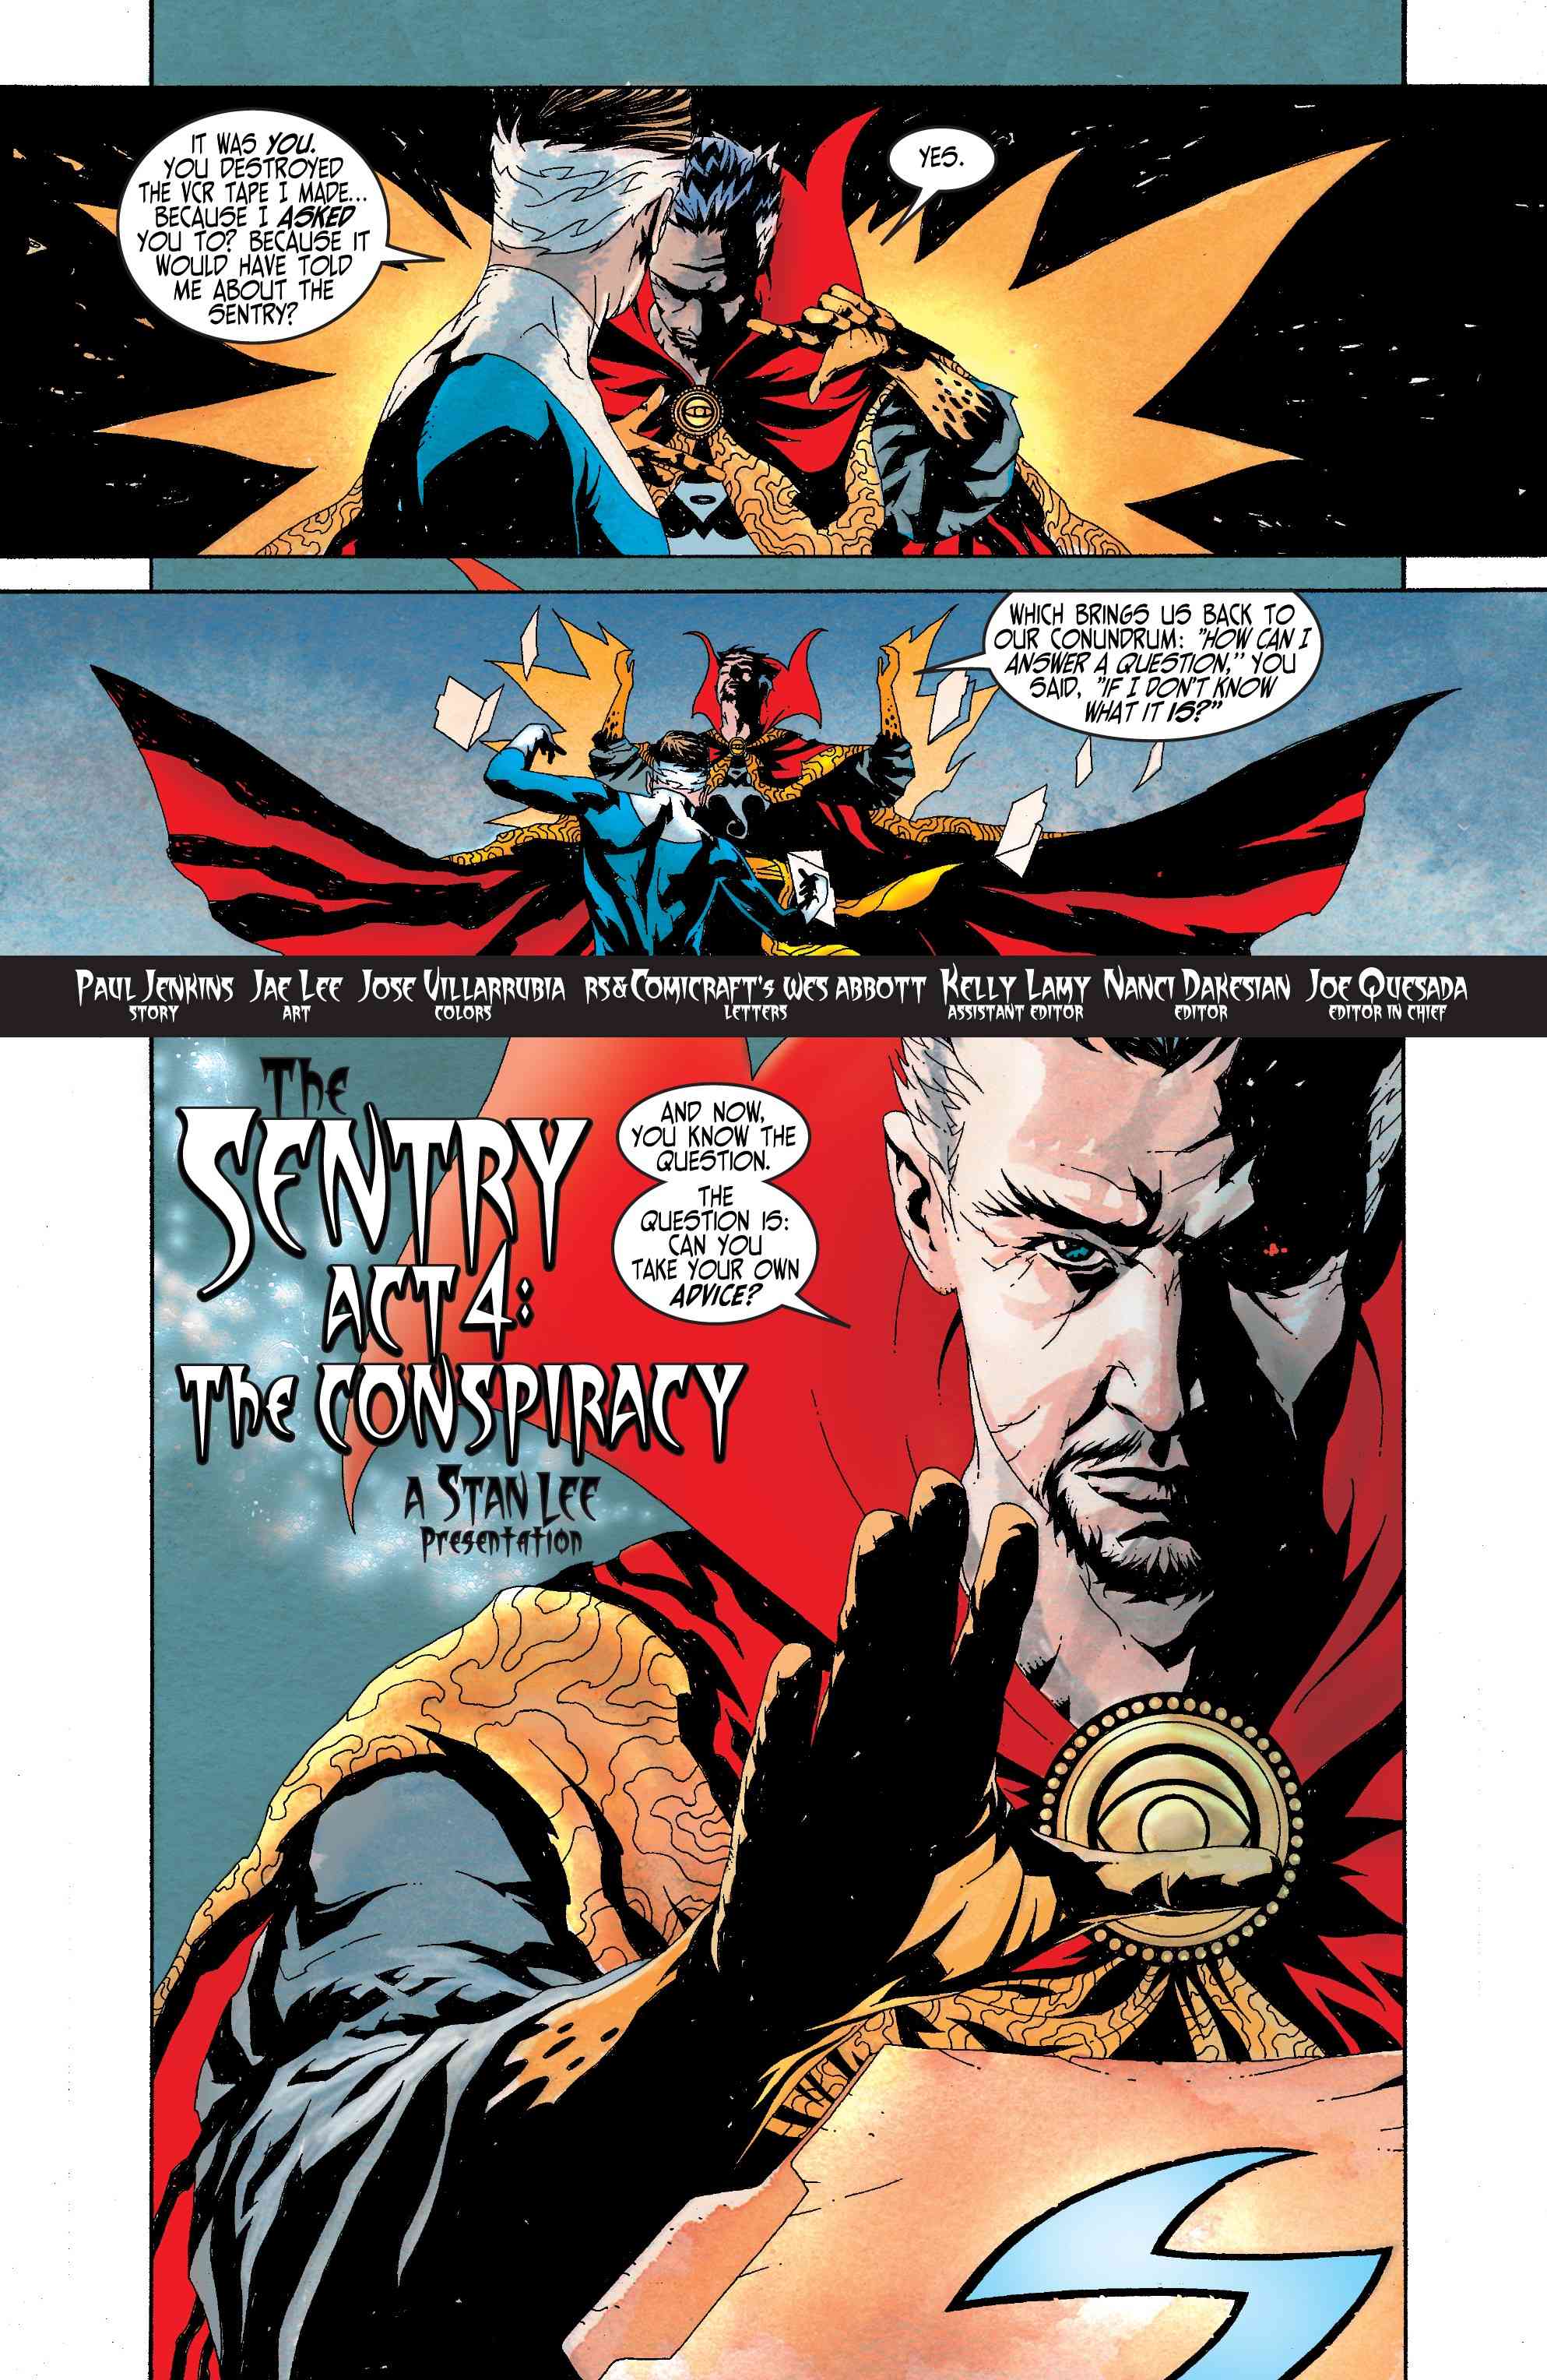 IT WAS YOU.
YOU DESTROYED
THE VCR TAPE I MADE...
BECAUSE I ASKED
YOU TO? BECAUSE IT
WOULD HAVE TOLD
ME ABOUT THE
SENTRY?
YES.
WHICH BRINGS US BACK TO
OUR CONUNDRUM: "HOW CAN I
ANSWER A QUESTION," YOU
SAID, "IF I DON'T KNOW
WHAT IT IS?"
PAUL JENKINS JAE LEE JOSE VILLARRUBIA RS&COMICRAFT'S WES ABBOTT KELLY LAMY NANCI DAKESIAN JOE QUESADA
STORY ART COLORS LETTERS ASSISTANT EDITOR EDITOR EDITOR IN CHIEF
The
SENTRY
ACT 4:
The CONSPIRACY
A STAN LEE
Presentation
AND NOW,
YOU KNOW THE
QUESTION.
THE
QUESTION IS:
CAN YOU
TAKE YOUR OWN
ADVICE?